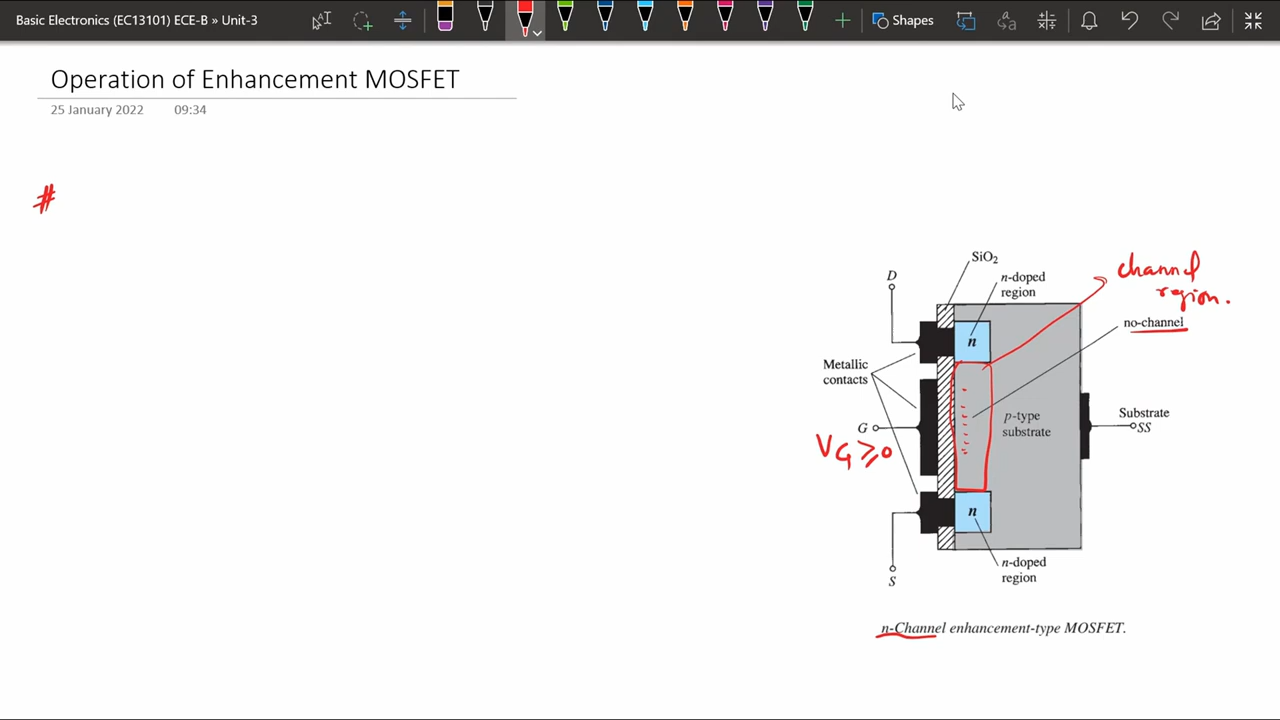 Basic Electronics (EC13101) ECE-B » Unit-3
Shapes
Operation of Enhancement MOSFET
25 January 2022 09:34
#
SiO₂
D
n-doped
region
channel
region.
no-channel
n
Metallic
contacts
G
p-type
substrate
Substrate
SS
V_G ≥ 0
n
S
n-doped
region
n-Channel enhancement-type MOSFET.